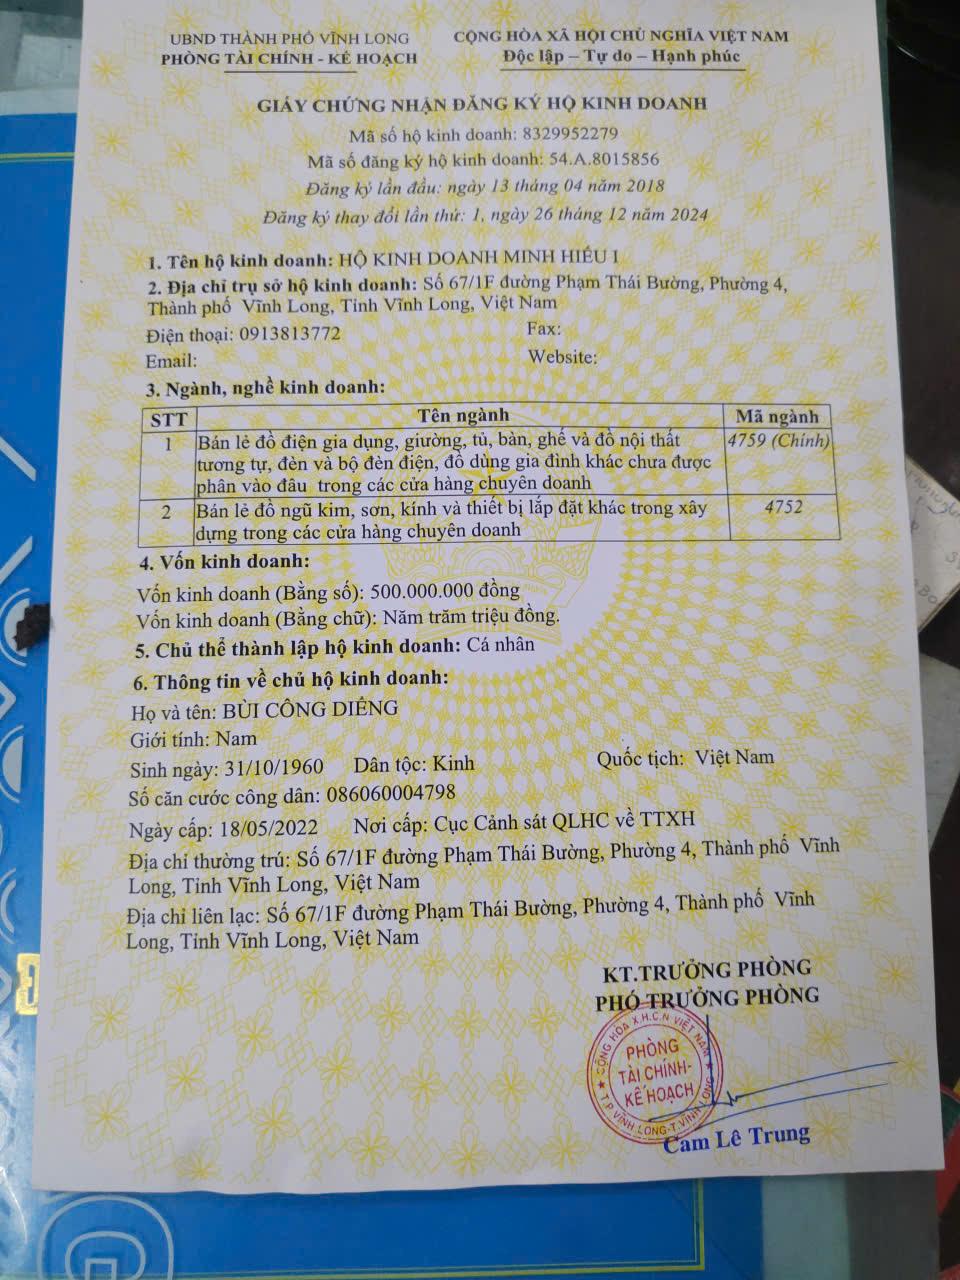 UBND THÀNH PHỐ VĨNH LONG
PHÒNG TÀI CHÍNH - KẾ HOẠCH
CỘNG HÒA XÃ HỘI CHỦ NGHĨA VIỆT NAM
Độc lập – Tự do – Hạnh phúc
GIẤY CHỨNG NHẬN ĐĂNG KÝ HỘ KINH DOANH
Mã số hộ kinh doanh: 8329952279
Mã số đăng ký hộ kinh doanh: 54.A.8015856
Đăng ký lần đầu: ngày 13 tháng 04 năm 2018
Đăng ký thay đổi lần thứ: 1, ngày 26 tháng 12 năm 2024
1. Tên hộ kinh doanh: HỘ KINH DOANH MINH HIẾU I
2. Địa chỉ trụ sở hộ kinh doanh: Số 67/1F đường Phạm Thái Bường, Phường 4,
Thành phố Vĩnh Long, Tỉnh Vĩnh Long, Việt Nam
Điện thoại: 0913813772
Fax:
Email:
Website:
3. Ngành, nghề kinh doanh:
STT Tên ngành Mã ngành
1 Bán lẻ đồ điện gia dụng, giường, tủ, bàn, ghế và đồ nội thất 4759 (Chính)
tương tự, đèn và bộ đèn điện, đồ dùng gia đình khác chưa được
phân vào đâu trong các cửa hàng chuyên doanh
2 Bán lẻ đồ ngũ kim, sơn, kính và thiết bị lắp đặt khác trong xây 4752
dựng trong các cửa hàng chuyên doanh
4. Vốn kinh doanh:
Vốn kinh doanh (Bằng số): 500.000.000 đồng
Vốn kinh doanh (Bằng chữ): Năm trăm triệu đồng.
5. Chủ thể thành lập hộ kinh doanh: Cá nhân
6. Thông tin về chủ hộ kinh doanh:
Họ và tên: BÙI CÔNG DIỆNG
Giới tính: Nam
Sinh ngày: 31/10/1960 Dân tộc: Kinh Quốc tịch: Việt Nam
Số căn cước công dân: 086060004798
Ngày cấp: 18/05/2022 Nơi cấp: Cục Cảnh sát QLHC về TTXH
Địa chỉ thường trú: Số 67/1F đường Phạm Thái Bường, Phường 4, Thành phố Vĩnh
Long, Tỉnh Vĩnh Long, Việt Nam
Địa chỉ liên lạc: Số 67/1F đường Phạm Thái Bường, Phường 4, Thành phố Vĩnh
Long, Tỉnh Vĩnh Long, Việt Nam
KT.TRƯỞNG PHÒNG
PHÓ TRƯỞNG PHÒNG
CỘNG HÒA X.H.C.N VIỆT NAM
PHÒNG
TÀI CHÍNH-
KẾ HOẠCH
T.P VĨNH LONG-T.VĨNH LONG
Cam Lê Trung